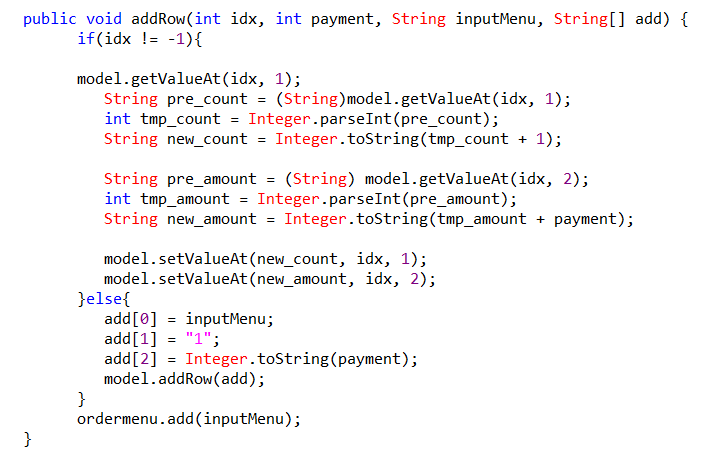 public void addRow(int idx, int payment, String inputMenu, String[] add) {
if(idx != -1){
model.getValueAt(idx, 1);
String pre_count = (String)model.getValueAt(idx, 1);
int tmp_count = Integer.parseInt(pre_count);
String new_count = Integer.toString(tmp_count + 1);
String pre_amount = (String) model.getValueAt(idx, 2);
int tmp_amount = Integer.parseInt(pre_amount);
String new_amount = Integer.toString(tmp_amount + payment);
model.setValueAt(new_count, idx, 1);
model.setValueAt(new_amount, idx, 2);
}else{
add[0] = inputMenu;
add[1] = "1";
add[2] = Integer.toString(payment);
model.addRow(add);
}
ordermenu.add(inputMenu);
}